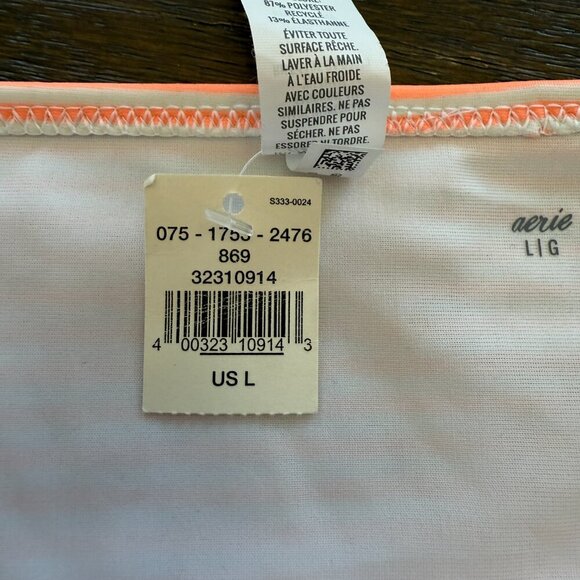 87% POLYESTER
RECYCLÉ
13% ÉLASTHANNE
ÉVITER TOUTE
SURFACE RÊCHE.
LAVER À LA MAIN
À L'EAU FROIDE
AVEC COULEURS
SIMILAIRES. NE PAS
SUSPENDRE POUR
SÉCHER. NE PAS
ESSORER NI TORDRE.
S333-0024
075 - 1753 - 2476
869
32310914
4 00323 10914 3
US L
aerie
L|G